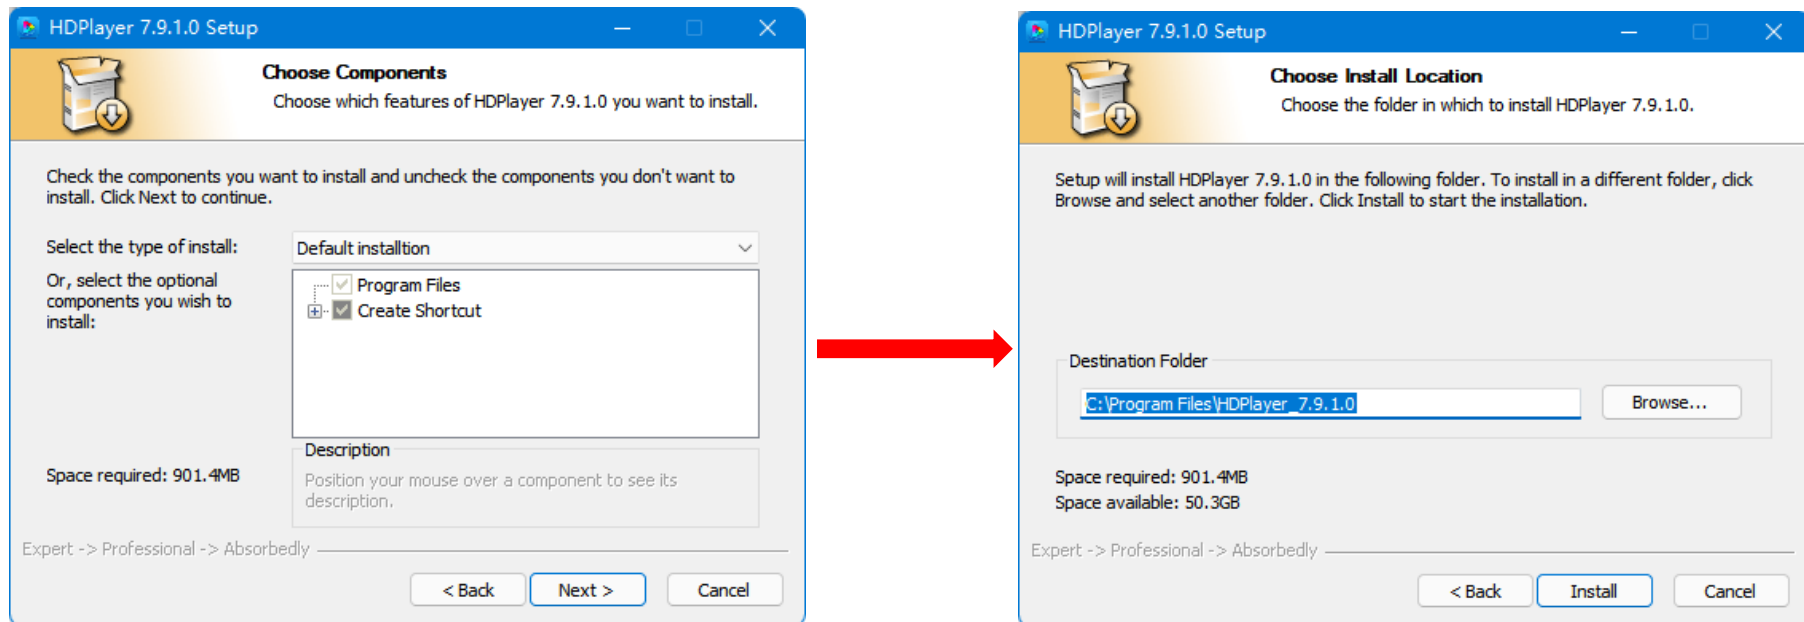 HDPlayer 7.9.1.0 Setup
Choose Components
Choose which features of HDPlayer 7.9.1.0 you want to install.
Check the components you want to install and uncheck the components you don't want to
install. Click Next to continue.
Select the type of install:
Default installtion
Or, select the optional
components you wish to
install:
Program Files
Create Shortcut
Space required: 901.4MB
Description
Position your mouse over a component to see its
description.
Expert -> Professional -> Absorbedly
< Back
Next >
Cancel
HDPlayer 7.9.1.0 Setup
Choose Install Location
Choose the folder in which to install HDPlayer 7.9.1.0.
Setup will install HDPlayer 7.9.1.0 in the following folder. To install in a different folder, click
Browse and select another folder. Click Install to start the installation.
Destination Folder
C:\Program Files\HDPlayer_7.9.1.0
Browse...
Space required: 901.4MB
Space available: 50.3GB
Expert -> Professional -> Absorbedly
< Back
Install
Cancel